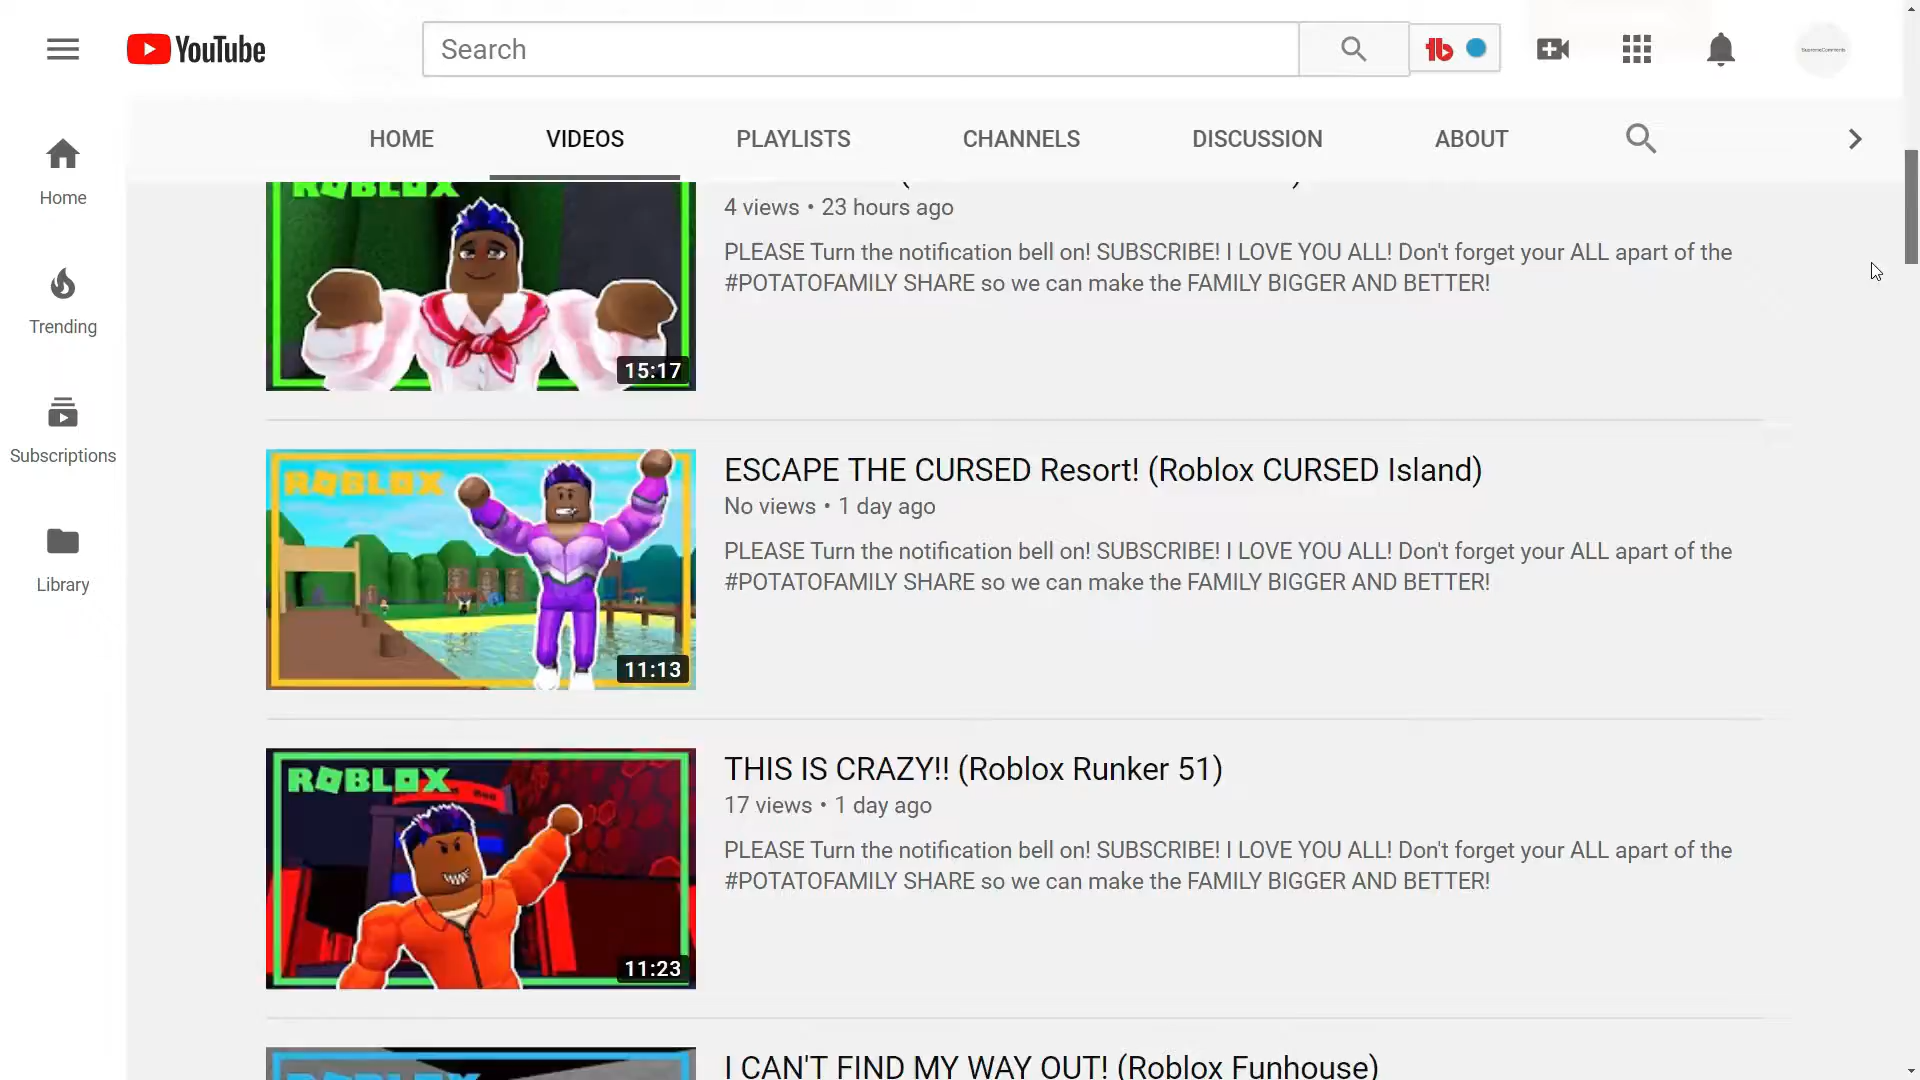 YouTube
Search
HOME
VIDEOS
PLAYLISTS
CHANNELS
DISCUSSION
ABOUT
Home
Trending
Subscriptions
Library
ROBLOX
15:17
4 views • 23 hours ago
PLEASE Turn the notification bell on! SUBSCRIBE! I LOVE YOU ALL! Don't forget your ALL apart of the
#POTATOFAMILY SHARE so we can make the FAMILY BIGGER AND BETTER!
ROBLOX
11:13
ESCAPE THE CURSED Resort! (Roblox CURSED Island)
No views • 1 day ago
PLEASE Turn the notification bell on! SUBSCRIBE! I LOVE YOU ALL! Don't forget your ALL apart of the
#POTATOFAMILY SHARE so we can make the FAMILY BIGGER AND BETTER!
ROBLOX
11:23
THIS IS CRAZY!! (Roblox Runker 51)
17 views • 1 day ago
PLEASE Turn the notification bell on! SUBSCRIBE! I LOVE YOU ALL! Don't forget your ALL apart of the
#POTATOFAMILY SHARE so we can make the FAMILY BIGGER AND BETTER!
I CAN'T FIND MY WAY OUT! (Roblox Funhouse)